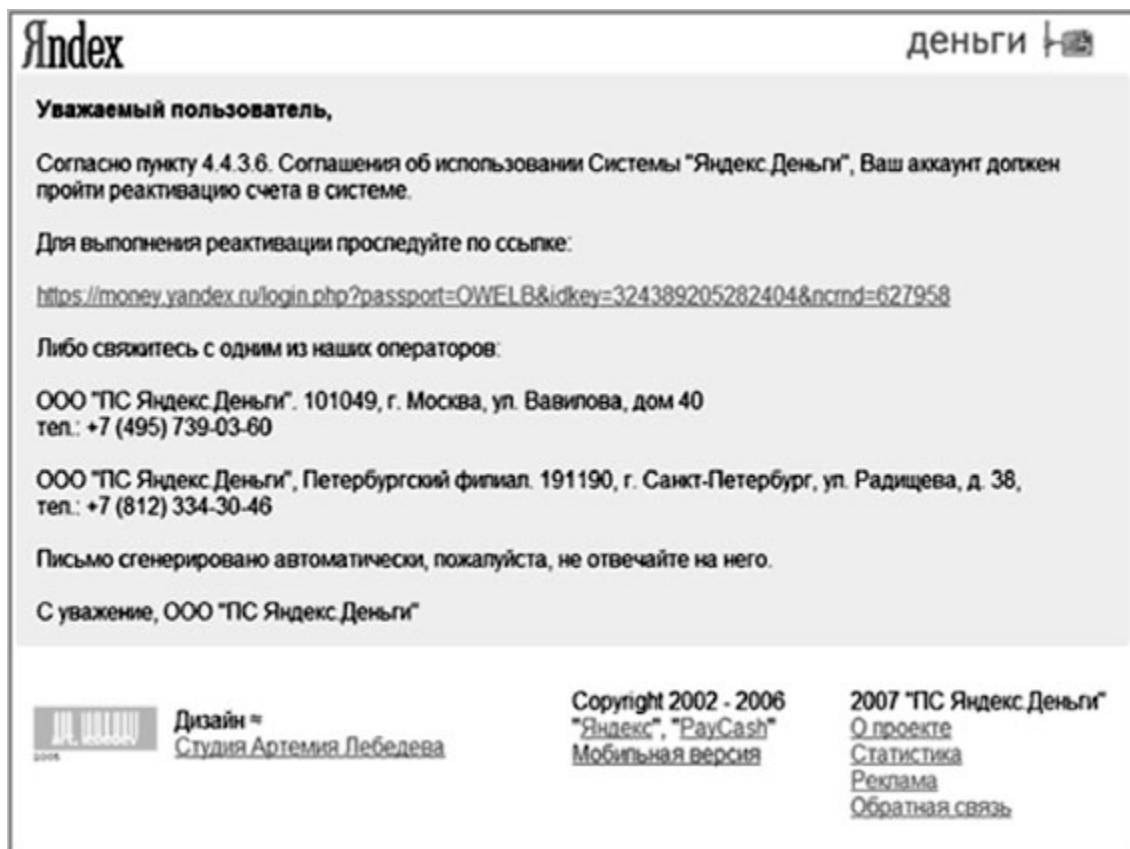 Яndex
деньги
Уважаемый пользователь,
Согласно пункту 4.4.3.6. Соглашения об использовании Системы "Яндекс.Деньги", Ваш аккаунт должен
пройти реактивацию счета в системе.
Для выполнения реактивации проследуйте по ссылке:
https://money.yandex.ru/login.php?passport=OWELB&idkey=324389205282404&ncrnd=627958
Либо свяжитесь с одним из наших операторов:
ООО "ПС Яндекс.Деньги". 101049, г. Москва, ул. Вавилова, дом 40
тел.: +7 (495) 739-03-60
ООО "ПС Яндекс.Деньги", Петербургский филиал. 191190, г. Санкт-Петербург, ул. Радищева, д. 38,
тел.: +7 (812) 334-30-46
Письмо сгенерировано автоматически, пожалуйста, не отвечайте на него.
С уважение, ООО "ПС Яндекс.Деньги"
Дизайн ≈
Студия Артемия Лебедева
2006
Copyright 2002 - 2006
"Яндекс", "PayCash"
Мобильная версия
2007 "ПС Яндекс.Деньги"
О проекте
Статистика
Реклама
Обратная связь